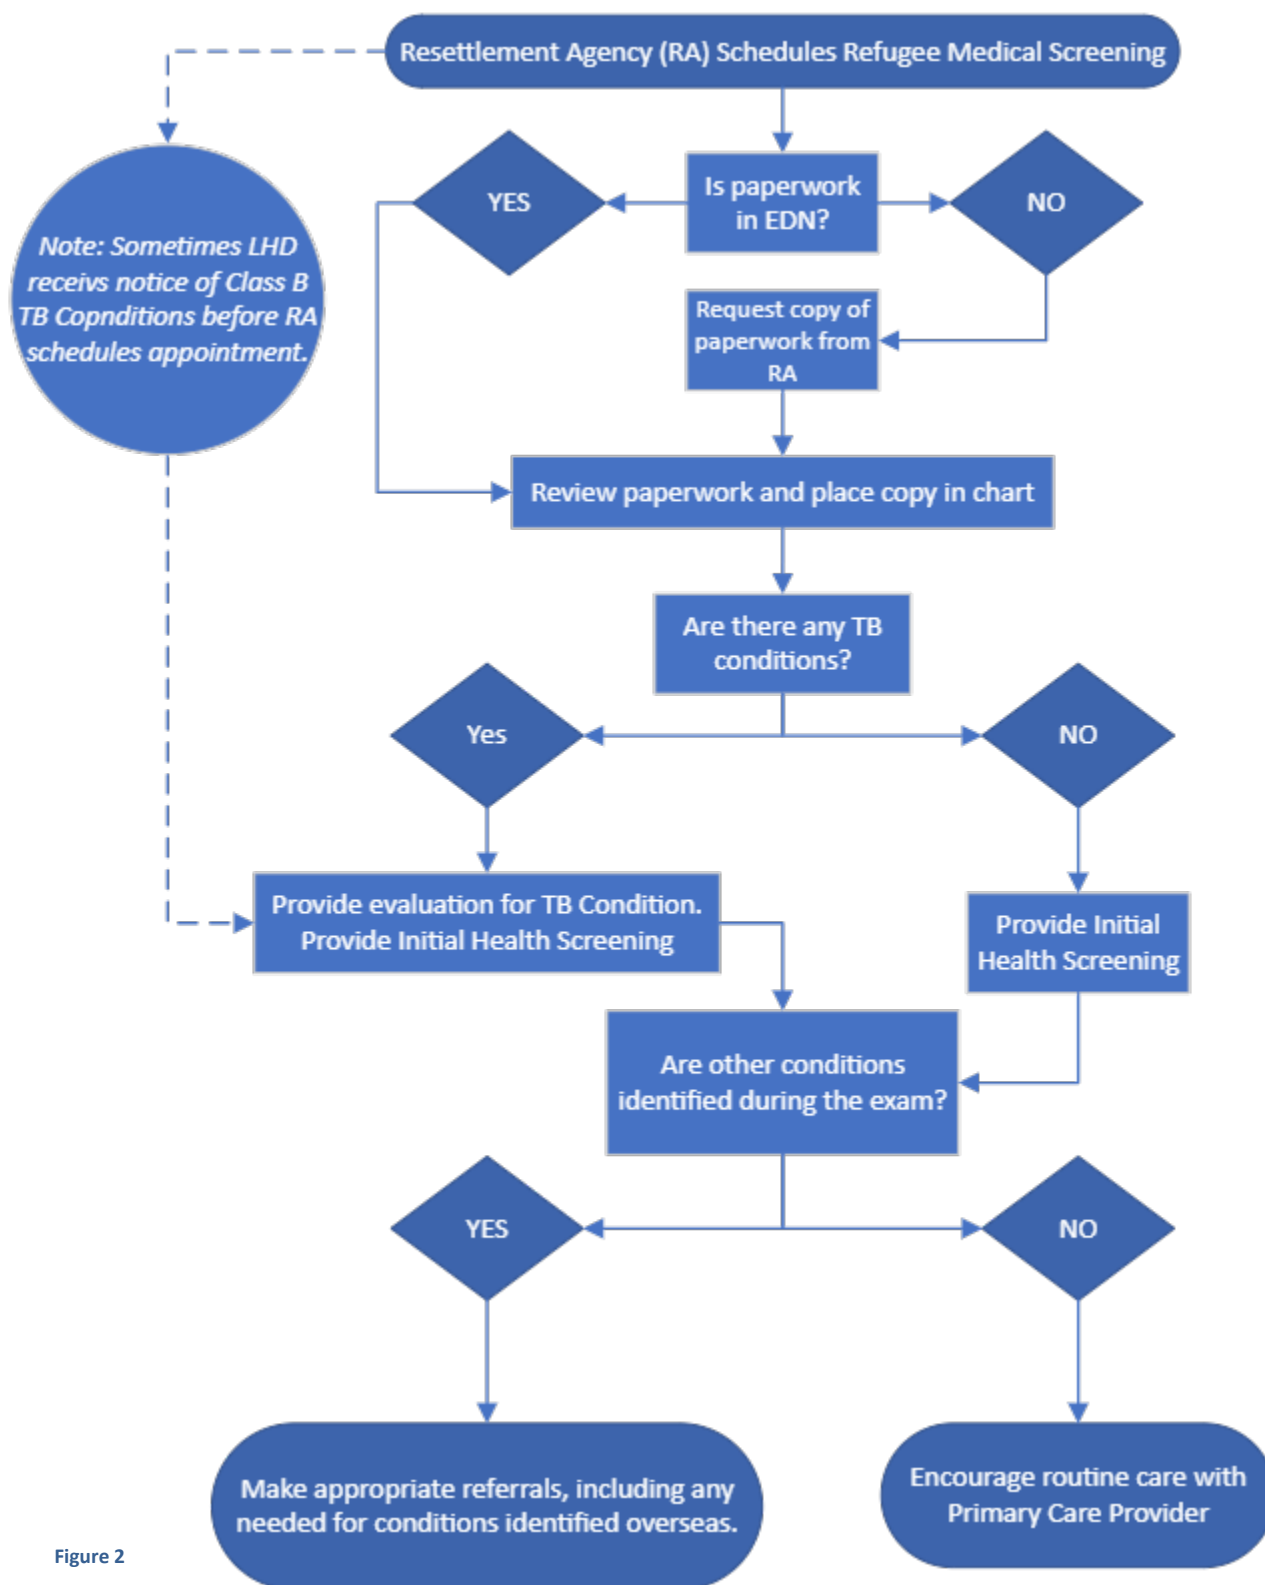 Resettlement Agency (RA) Schedules Refugee Medical Screening
YES
Is paperwork
in EDN?
NO
Note: Sometimes LHD
receivs notice of Class B
TB Copnditions before RA
schedules appointment.
Request copy of
paperwork from
RA
Review paperwork and place copy in chart
Are there any TB
conditions?
Yes
NO
Provide evaluation for TB Condition.
Provide Initial Health Screening
Provide Initial
Health Screening
Are other conditions
identified during the exam?
YES
NO
Make appropriate referrals, including any
needed for conditions identified overseas.
Encourage routine care with
Primary Care Provider
Figure 2